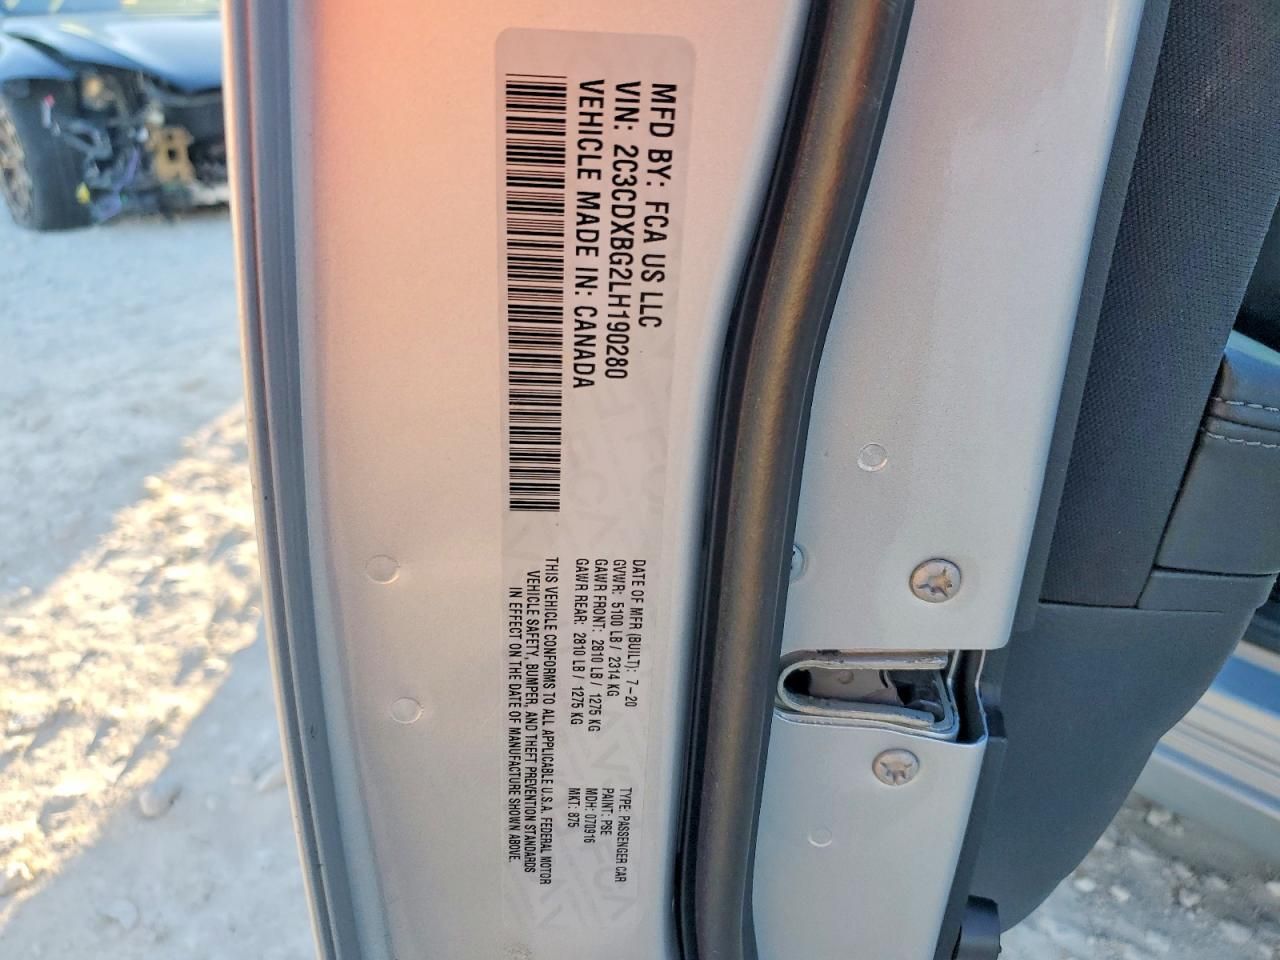 MFD BY: FCA US LLC
VIN: 2C3CDXBG2LH190280
VEHICLE MADE IN: CANADA
DATE OF MFR (BUILT): 7-20
GVWR: 5100 LB / 2314 KG
GAWR FRONT: 2810 LB / 1275 KG
GAWR REAR: 2810 LB / 1275 KG
THIS VEHICLE CONFORMS TO ALL APPLICABLE U.S.A. FEDERAL MOTOR
VEHICLE SAFETY, BUMPER, AND THEFT PREVENTION STANDARDS
IN EFFECT ON THE DATE OF MANUFACTURE SHOWN ABOVE.
TYPE: PASSENGER CAR
PAINT: PSE
MDH: 070916
MKT: 875